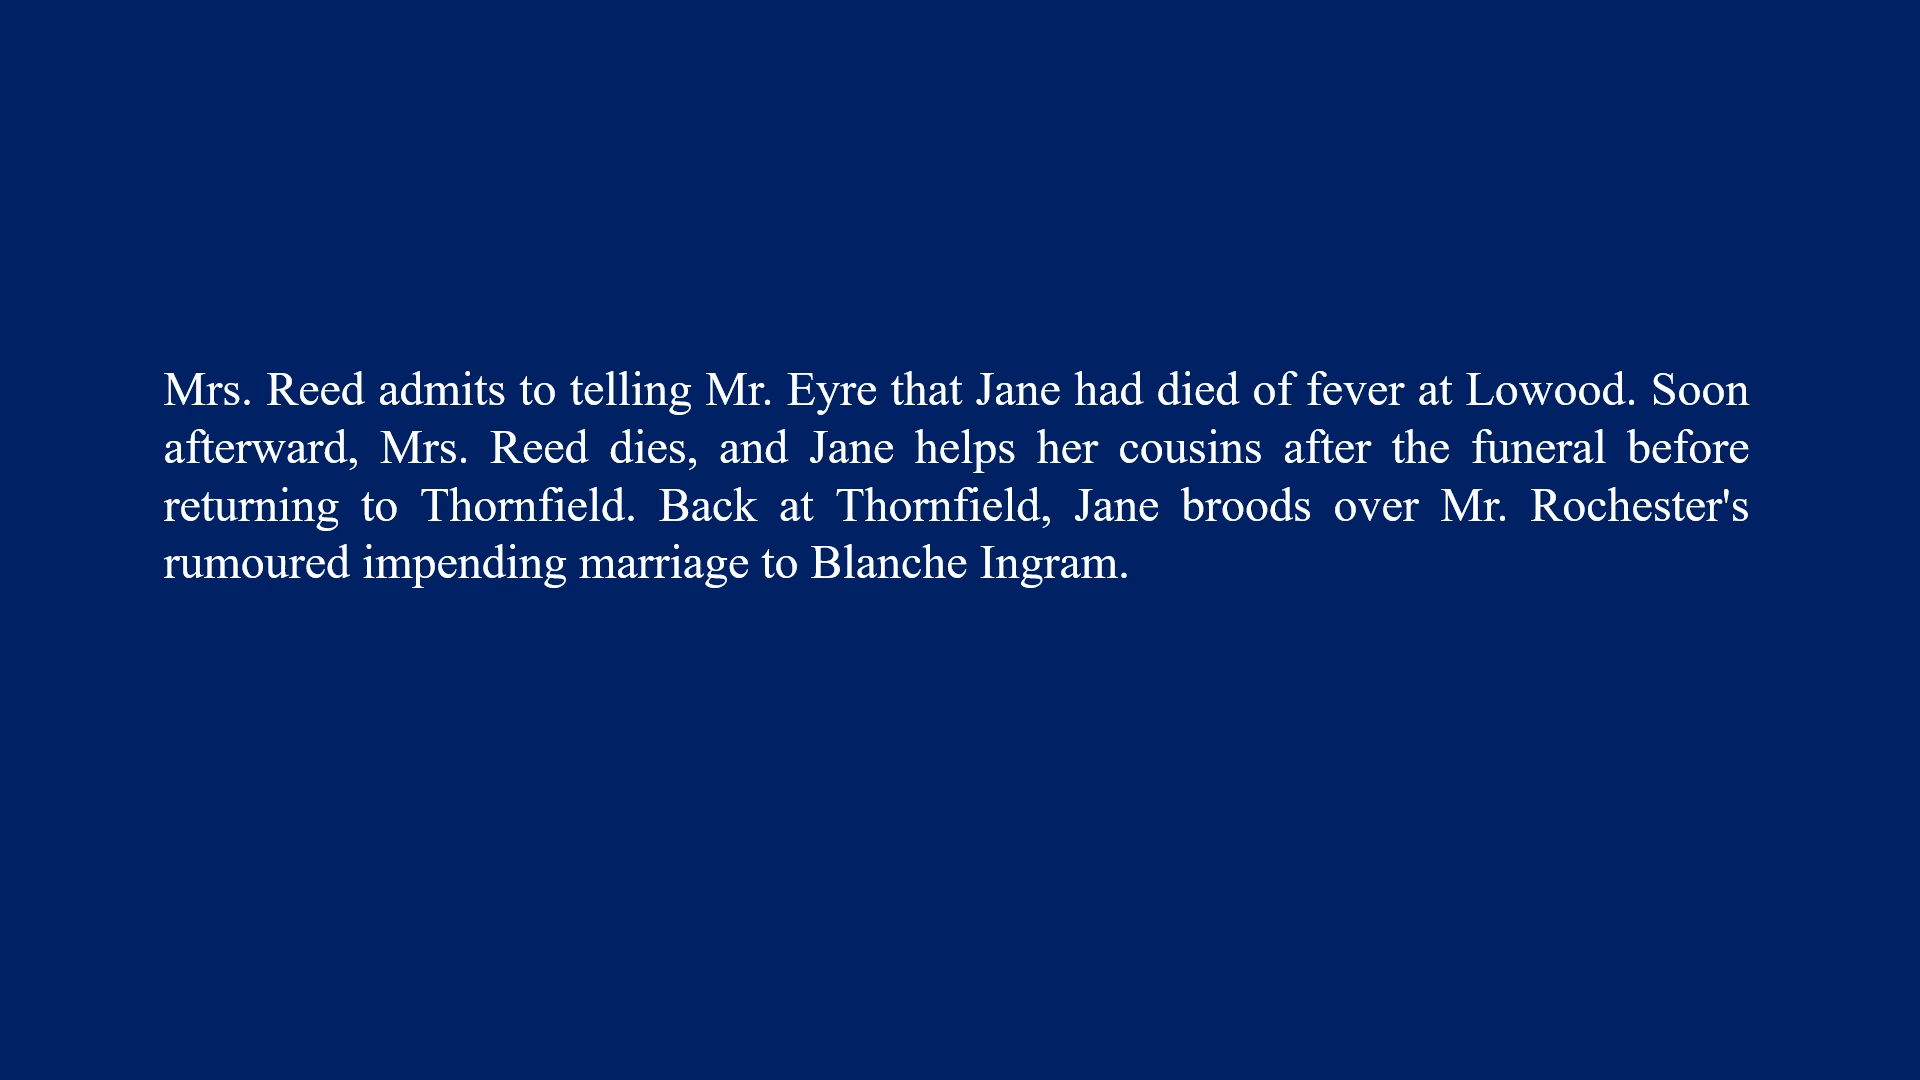 Mrs. Reed admits to telling Mr. Eyre that Jane had died of fever at Lowood. Soon
afterward, Mrs. Reed dies, and Jane helps her cousins after the funeral before
returning to Thornfield. Back at Thornfield, Jane broods over Mr. Rochester's
rumoured impending marriage to Blanche Ingram.